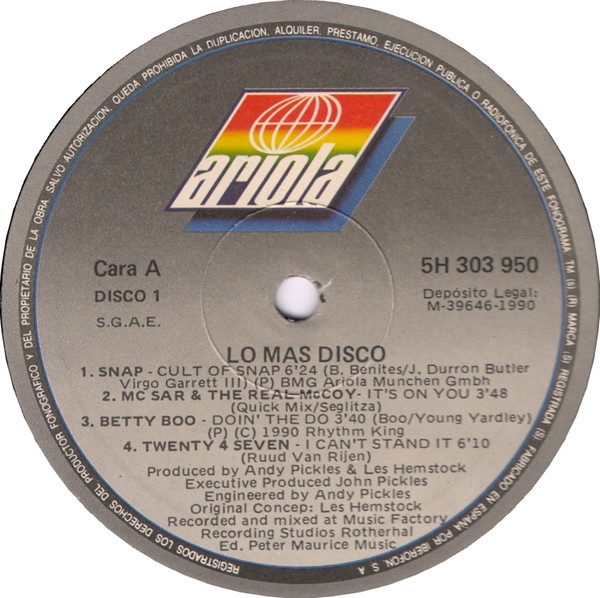 REGISTRADOS LOS DERECHOS DEL PRODUCTOR FONOGRAFICO Y DEL PROPIETARIO DE LA OBRA. SALVO AUTORIZACION, QUEDA PROHIBIDA LA DUPLICACION, ALQUILER, PRESTAMO, EJECUCION PUBLICA O RADIOFONICA DE ESTE FONOGRAMA TM (S) (R) MARCA (S) REGISTRADA (S) FABRICADO EN ESPAÑA POR IBEROFON, S. A
ariola
Cara A
5H 303 950
DISCO 1
Depósito Legal:
M-39646-1990
S.G.A.E.
LO MAS DISCO
1. SNAP - CULT OF SNAP 6'24 (B. Benites/J. Durron Butler
Virgo Garrett III)(P) BMG Ariola Munchen Gmbh
2. MC SAR & THE REAL McCOY- IT'S ON YOU 3'48
(Quick Mix/Seglitza)
3. BETTY BOO - DOIN' THE DO 3'40 (Boo/Young Yardley)
(P) (C) 1990 Rhythm King
4. TWENTY 4 SEVEN - I CAN'T STAND IT 6'10
(Ruud Van Rijen)
Produced by Andy Pickles & Les Hemstock
Executive Produced John Pickles
Engineered by Andy Pickles
Original Concep: Les Hemstock
Recorded and mixed at Music Factory
Recording Studios Rotherhal
Ed. Peter Maurice Music